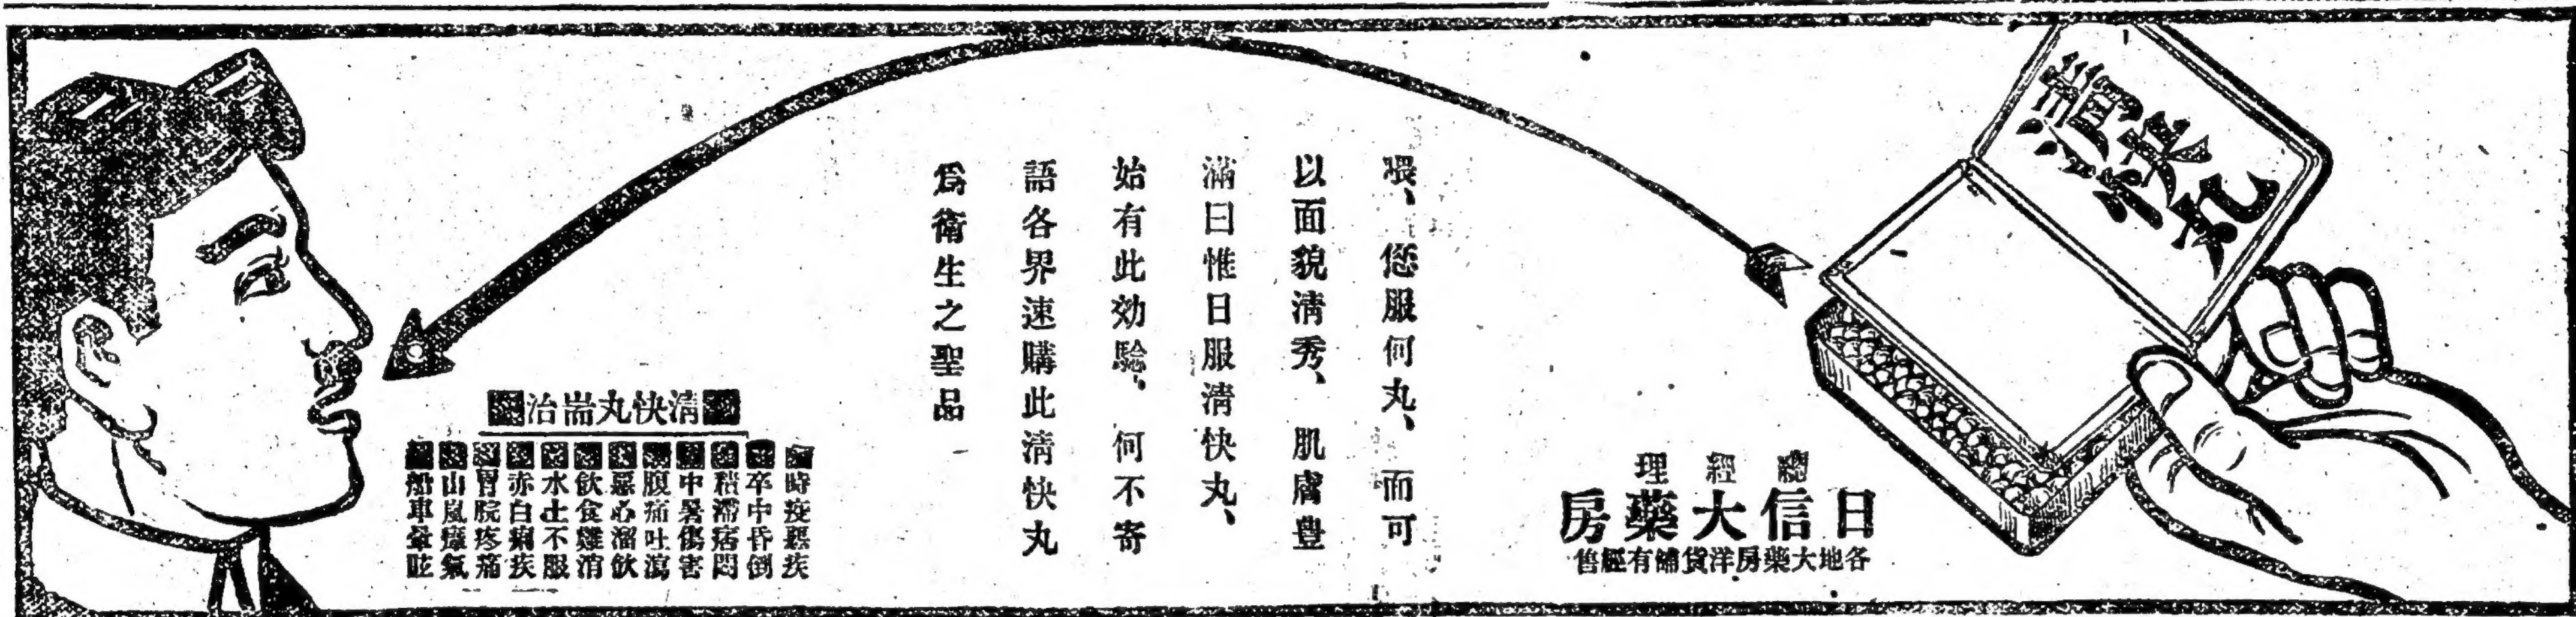 清快丸
總經理
日信大藥房
各地大藥房洋貨舖有經售
喂、您服何丸、而可
以面貌清秀、肌膚豊
滿曰惟日服清快丸、
始有此効驗、何不寄
語各界速購此淸快丸
爲衛生之聖品
淸快丸耑治
時疫惡疾
卒中昏倒
積滯痞悶
中暑傷害
腹痛吐瀉
惡心溜飲
飲食難消
水土不服
赤白痢疾
胃脘疼痛
山嵐瘴氣
船車暈眩